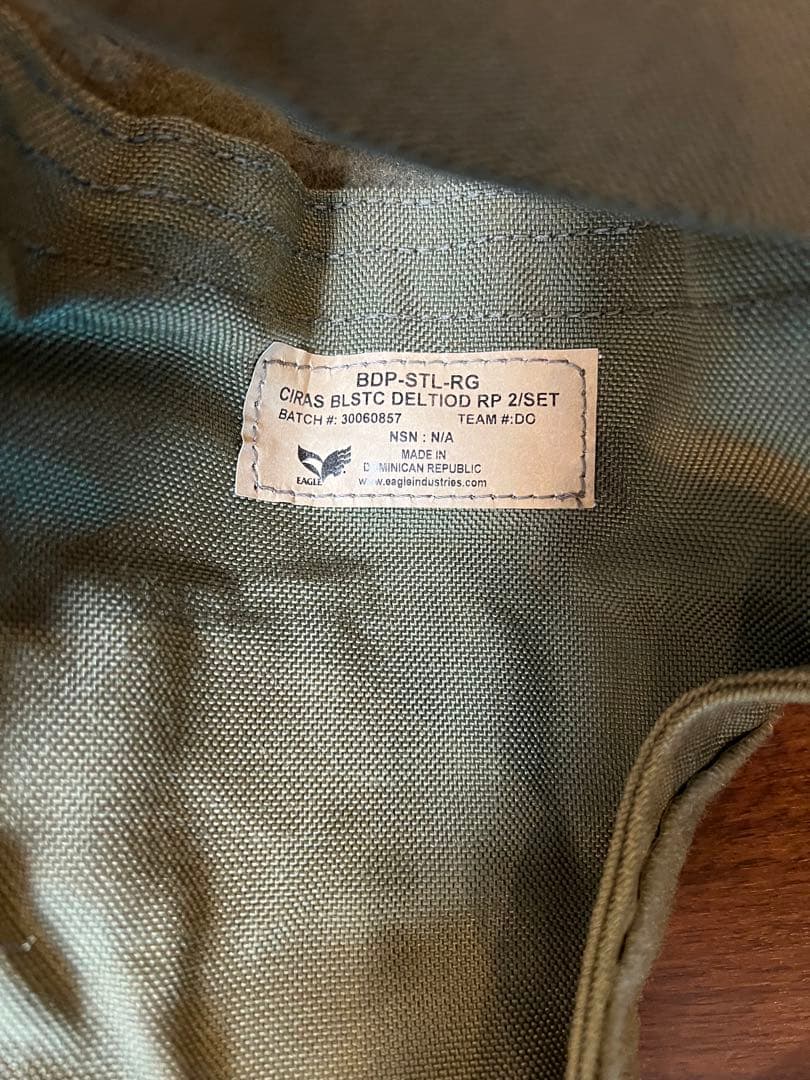 BDP-STL-RG
CIRAS BLSTC DELTIOD RP 2/SET
BATCH #: 30060857 TEAM #:DO
NSN : N/A
MADE IN
DOMINICAN REPUBLIC
EAGLE
www.eagleindustries.com